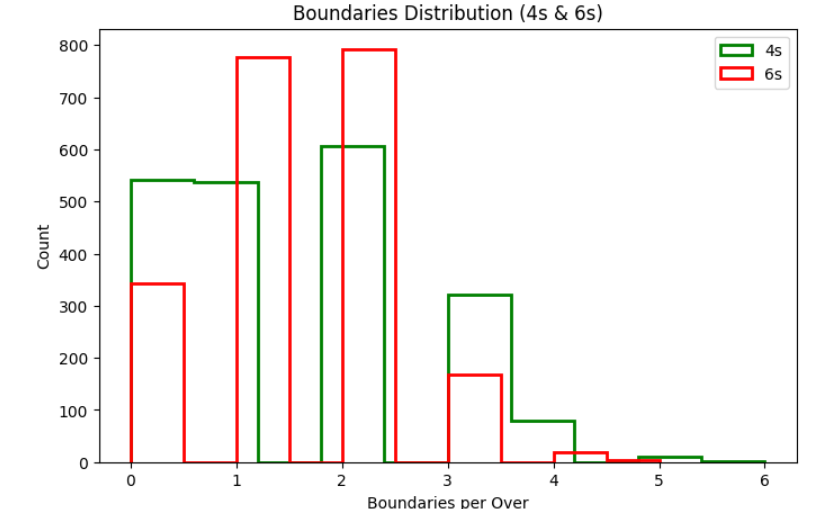 Boundaries Distribution (4s & 6s)
4s
6s
Count
800
700
600
500
400
300
200
100
0
0 1 2 3 4 5 6
Boundaries per Over